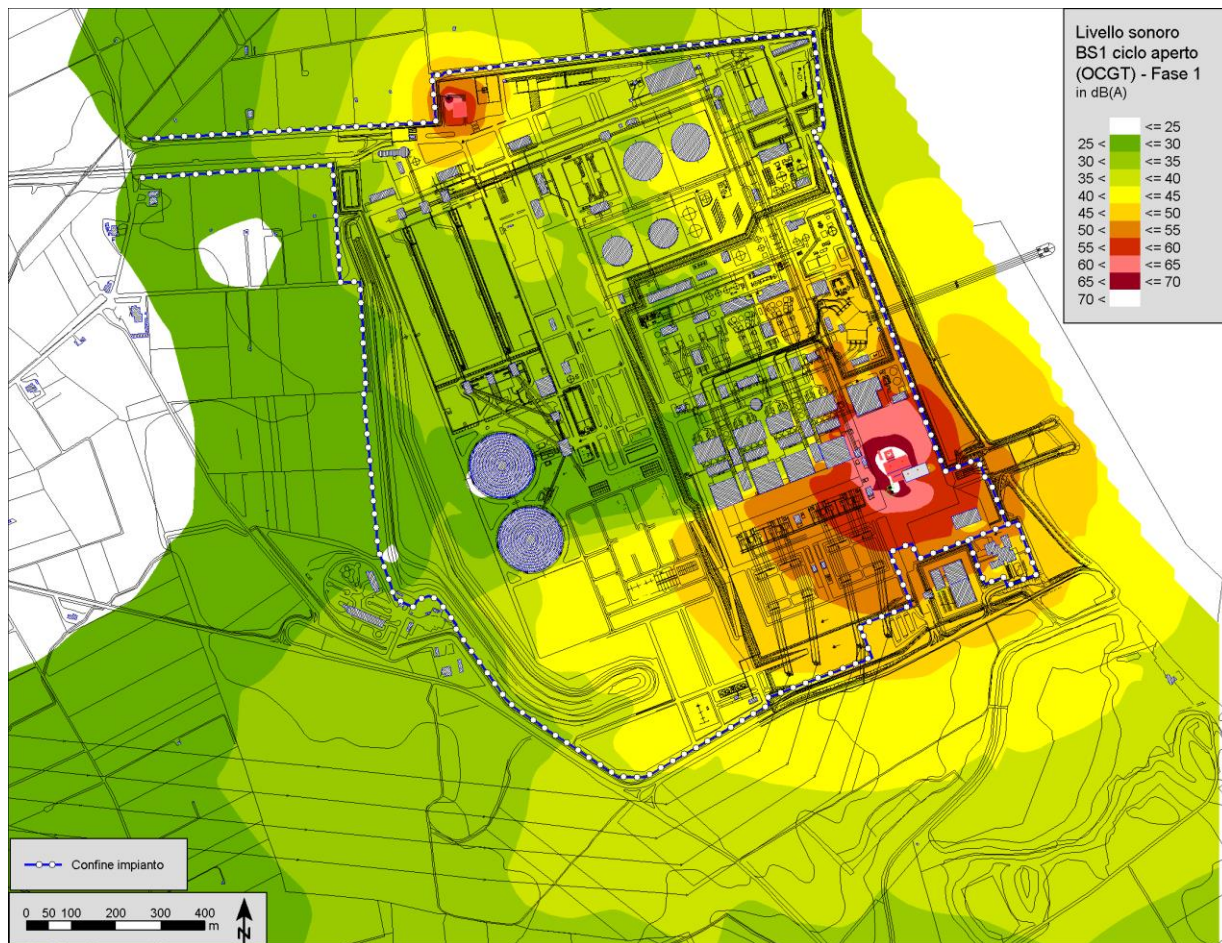 Livello sonoro
BS1 ciclo aperto
(OCGT) - Fase 1
in dB(A)
<= 25
25 < <= 30
30 < <= 35
35 < <= 40
40 < <= 45
45 < <= 50
50 < <= 55
55 < <= 60
60 < <= 65
65 < <= 70
70 <
Confine impianto
0 50 100 200 300 400
m
N